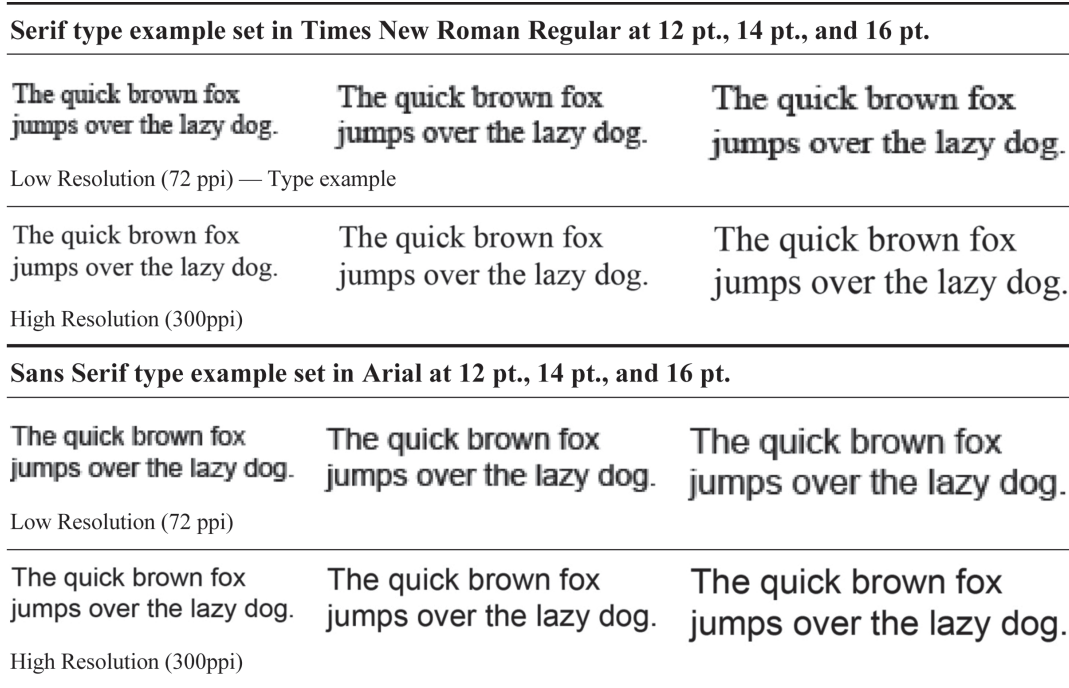 Serif type example set in Times New Roman Regular at 12 pt., 14 pt., and 16 pt.
The quick brown fox
jumps over the lazy dog.
The quick brown fox
jumps over the lazy dog.
The quick brown fox
jumps over the lazy dog.
Low Resolution (72 ppi) — Type example
The quick brown fox
jumps over the lazy dog.
The quick brown fox
jumps over the lazy dog.
The quick brown fox
jumps over the lazy dog.
High Resolution (300ppi)
Sans Serif type example set in Arial at 12 pt., 14 pt., and 16 pt.
The quick brown fox
jumps over the lazy dog.
The quick brown fox
jumps over the lazy dog.
The quick brown fox
jumps over the lazy dog.
Low Resolution (72 ppi)
The quick brown fox
jumps over the lazy dog.
The quick brown fox
jumps over the lazy dog.
The quick brown fox
jumps over the lazy dog.
High Resolution (300ppi)